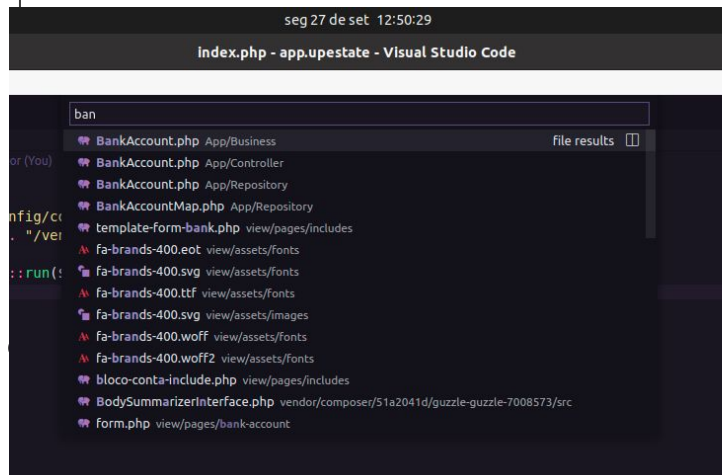 seg 27 de set 12:50:29
index.php - app.upestate - Visual Studio Code
ban
BankAccount.php App/Business file results
or (You)
BankAccount.php App/Controller
BankAccount.php App/Repository
BankAccountMap.php App/Repository
nfig/co
template-form-bank.php view/pages/includes
. "/ven
fa-brands-400.eot view/assets/fonts
fa-brands-400.svg view/assets/fonts
::run($
fa-brands-400.ttf view/assets/fonts
fa-brands-400.svg view/assets/images
fa-brands-400.woff view/assets/fonts
fa-brands-400.woff2 view/assets/fonts
bloco-conta-include.php view/pages/includes
BodySummarizerInterface.php vendor/composer/51a2041d/guzzle-guzzle-7008573/src
form.php view/pages/bank-account